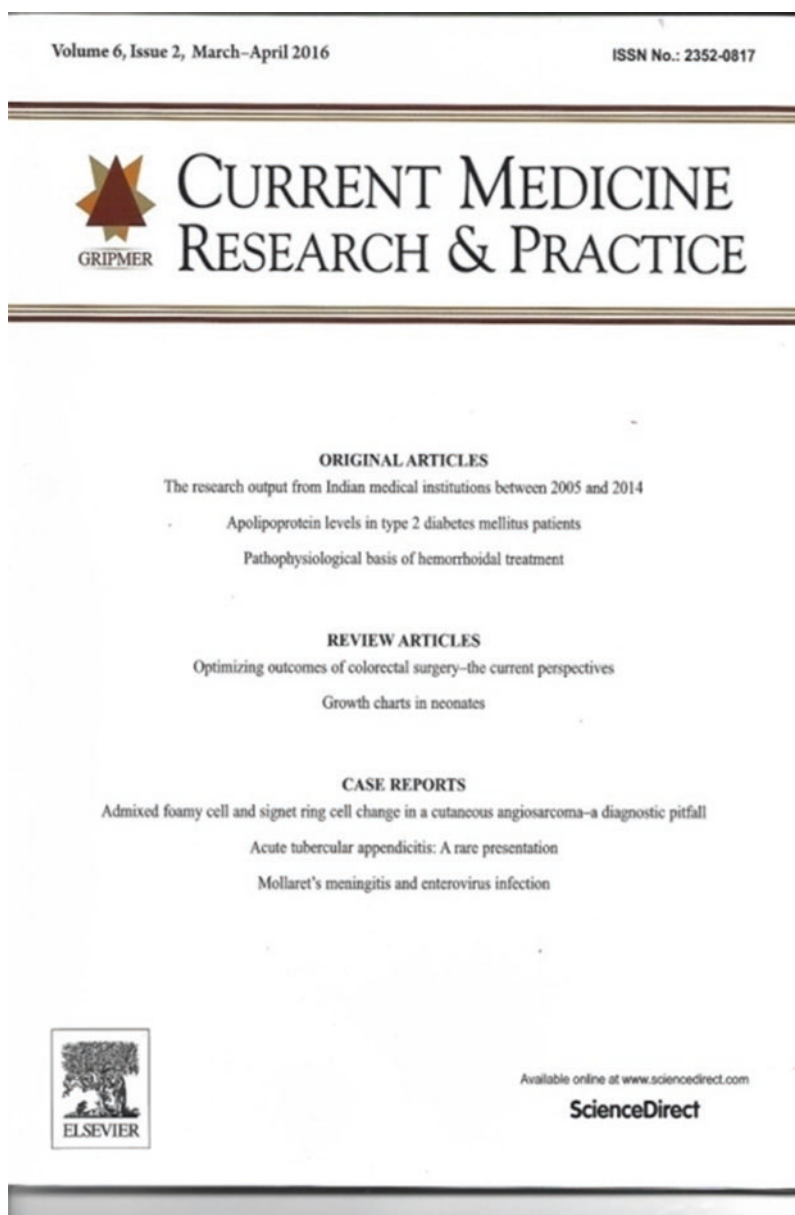 Volume 6, Issue 2, March–April 2016
ISSN No.: 2352-0817
GRIPMER
CURRENT MEDICINE
RESEARCH & PRACTICE
ORIGINAL ARTICLES
The research output from Indian medical institutions between 2005 and 2014
Apolipoprotein levels in type 2 diabetes mellitus patients
Pathophysiological basis of hemorrhoidal treatment
REVIEW ARTICLES
Optimizing outcomes of colorectal surgery–the current perspectives
Growth charts in neonates
CASE REPORTS
Admixed foamy cell and signet ring cell change in a cutaneous angiosarcoma–a diagnostic pitfall
Acute tubercular appendicitis: A rare presentation
Mollaret's meningitis and enterovirus infection
ELSEVIER
Available online at www.sciencedirect.com
ScienceDirect